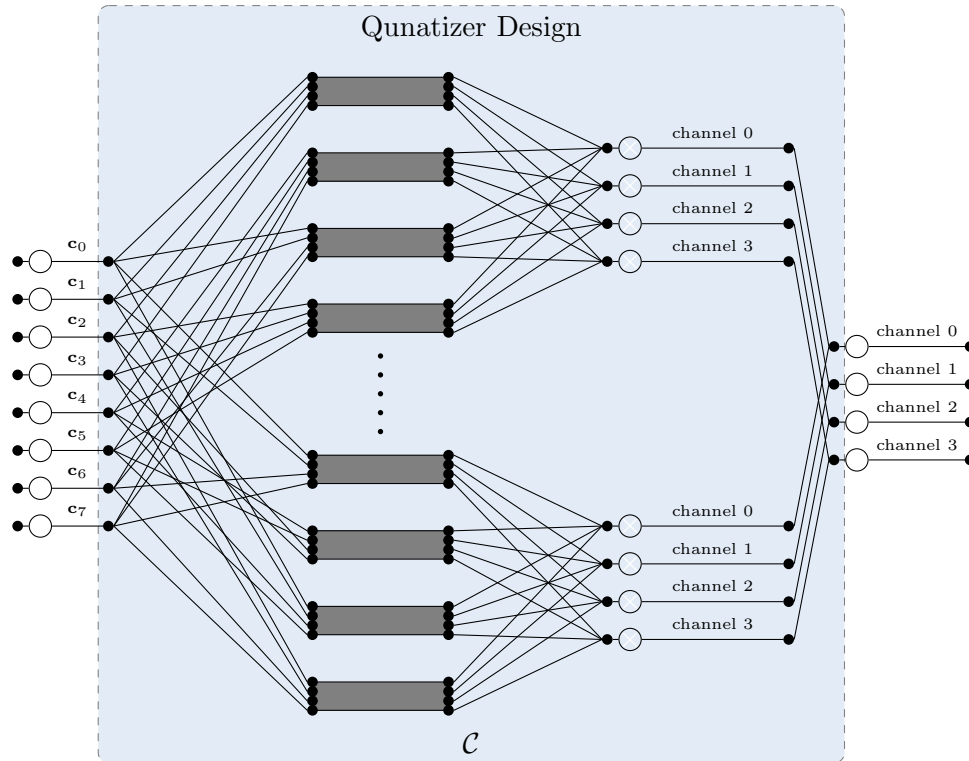 Qunatizer Design
channel 0
channel 1
channel 2
channel 3
c0
c1
c2
c3
c4
c5
c6
c7
channel 0
channel 1
channel 2
channel 3
channel 0
channel 1
channel 2
channel 3
C